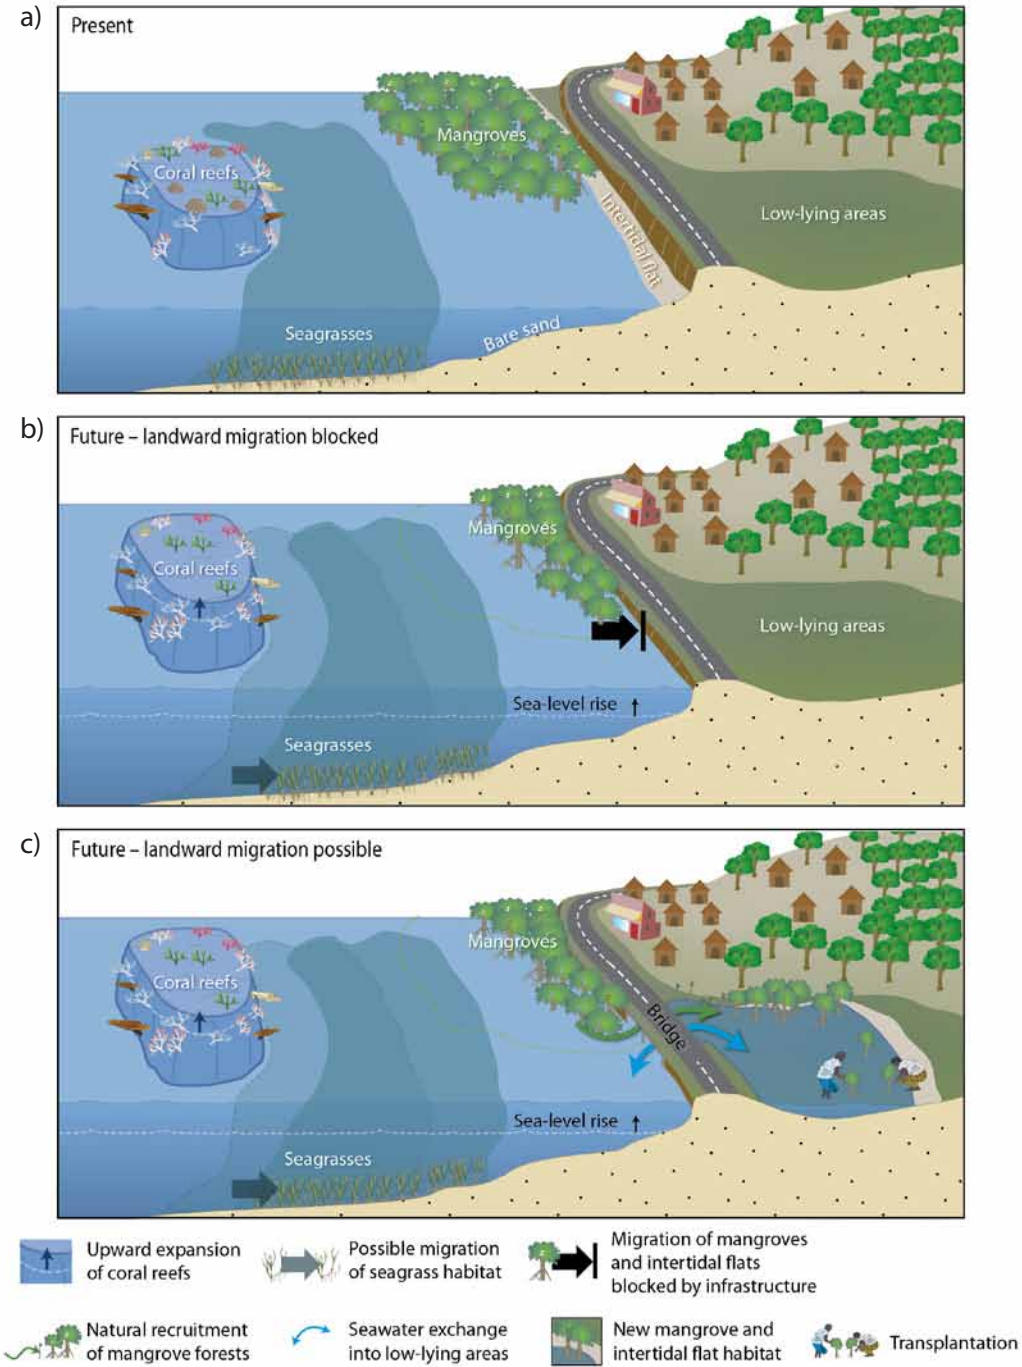 a)
Present
Mangroves
Coral reefs
Low-lying areas
Intertidal flat
Seagrasses
Bare sand
b)
Future – landward migration blocked
Mangroves
Coral reefs
Low-lying areas
Sea-level rise
Seagrasses
c)
Future – landward migration possible
Mangroves
Coral reefs
Bridge
Sea-level rise
Seagrasses
Upward expansion
of coral reefs
Possible migration
of seagrass habitat
Migration of mangroves
and intertidal flats
blocked by infrastructure
Natural recruitment
of mangrove forests
Seawater exchange
into low-lying areas
New mangrove and
intertidal flat habitat
Transplantation